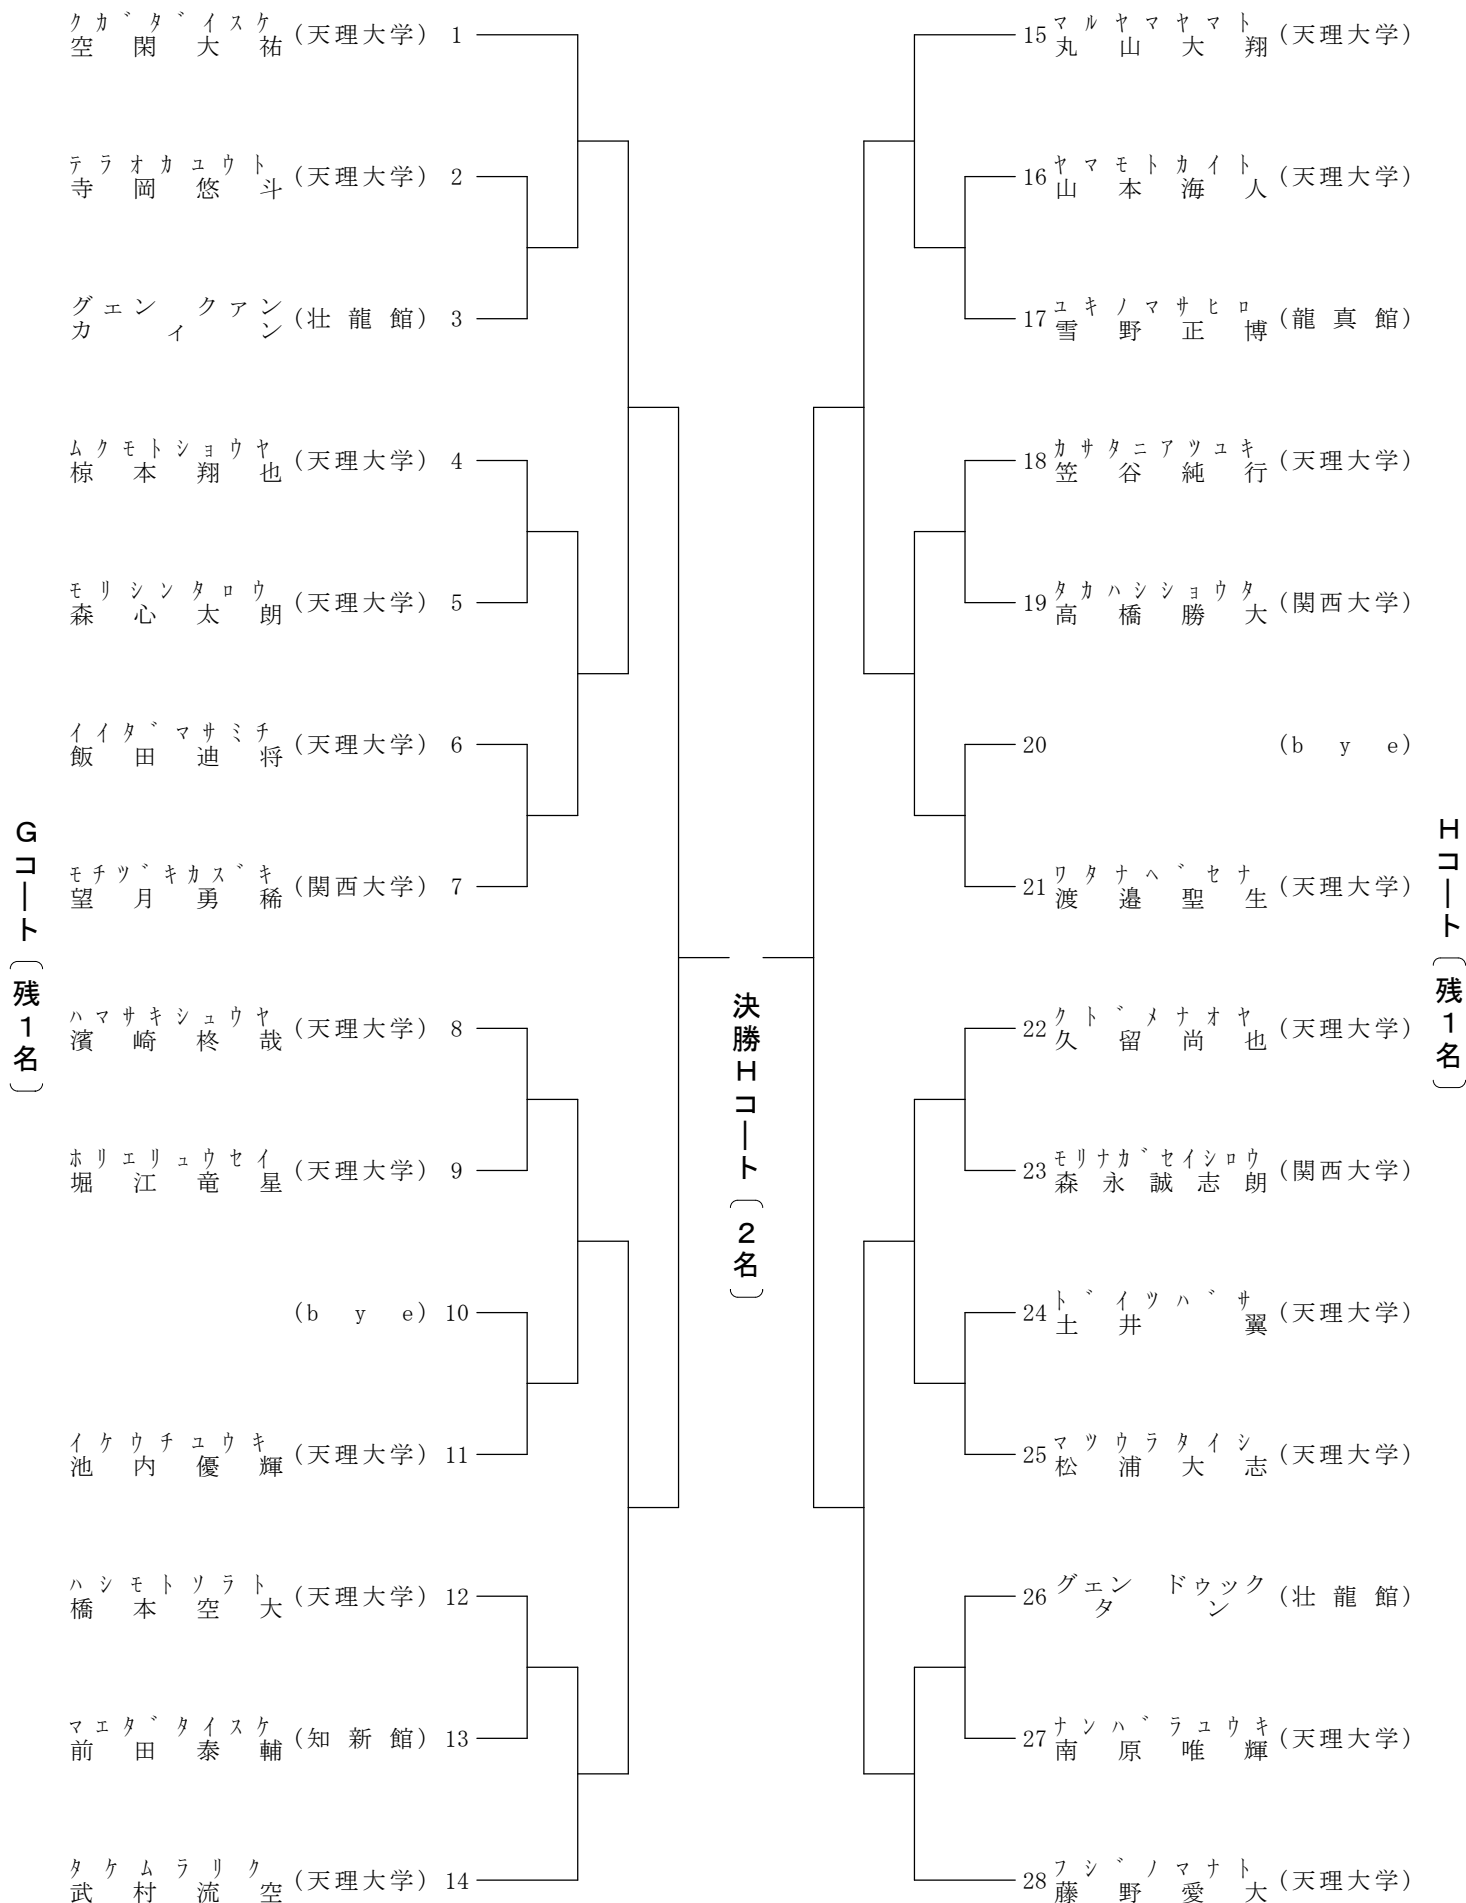 クガダイスケ
空閑大祐 (天理大学) 1
テラオカユウト
寺岡悠斗 (天理大学) 2
グェン クァン
カイン (壮龍館) 3
ムクモトショウヤ
椋本翔也 (天理大学) 4
モリシンタロウ
森心太朗 (天理大学) 5
イイダマサミチ
飯田迪将 (天理大学) 6
モチヅキカズキ
望月勇稀 (関西大学) 7
ハマサキシュウヤ
濱崎柊哉 (天理大学) 8
ホリエリュウセイ
堀江竜星 (天理大学) 9
(bye) 10
イケウチユウキ
池内優輝 (天理大学) 11
ハシモトソラト
橋本空大 (天理大学) 12
マエダタイスケ
前田泰輔 (知新館) 13
タケムラリク
武村流空 (天理大学) 14
Gコート〔残1名〕
決勝Hコート〔2名〕
マルヤマヤマト
15 丸山大翔 (天理大学)
ヤマモトカイト
16 山本海人 (天理大学)
ユキノマサヒロ
17 雪野正博 (龍真館)
カサタニアツユキ
18 笠谷純行 (天理大学)
タカハシショウタ
19 高橋勝大 (関西大学)
20 (bye)
ワタナベセナ
21 渡邉聖生 (天理大学)
クドメナオヤ
22 久留尚也 (天理大学)
モリナガセイシロウ
23 森永誠志朗 (関西大学)
ドイツバサ
24 土井翼 (天理大学)
マツウラタイシ
25 松浦大志 (天理大学)
グェン ドゥック
26 タン (壮龍館)
ナンバラユウキ
27 南原唯輝 (天理大学)
フジノマナト
28 藤野愛大 (天理大学)
Hコート〔残1名〕